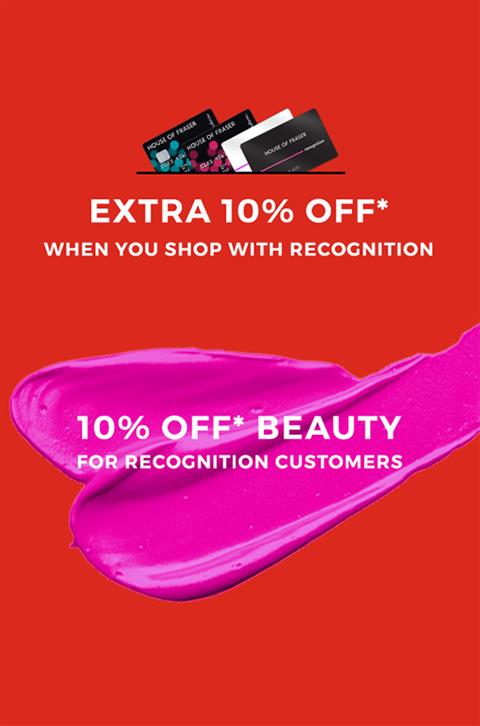 HOUSE OF FRASER
HOUSE OF FRASER
HOUSE OF FRASER
recognition
EXTRA 10% OFF*
WHEN YOU SHOP WITH RECOGNITION
10% OFF* BEAUTY
FOR RECOGNITION CUSTOMERS